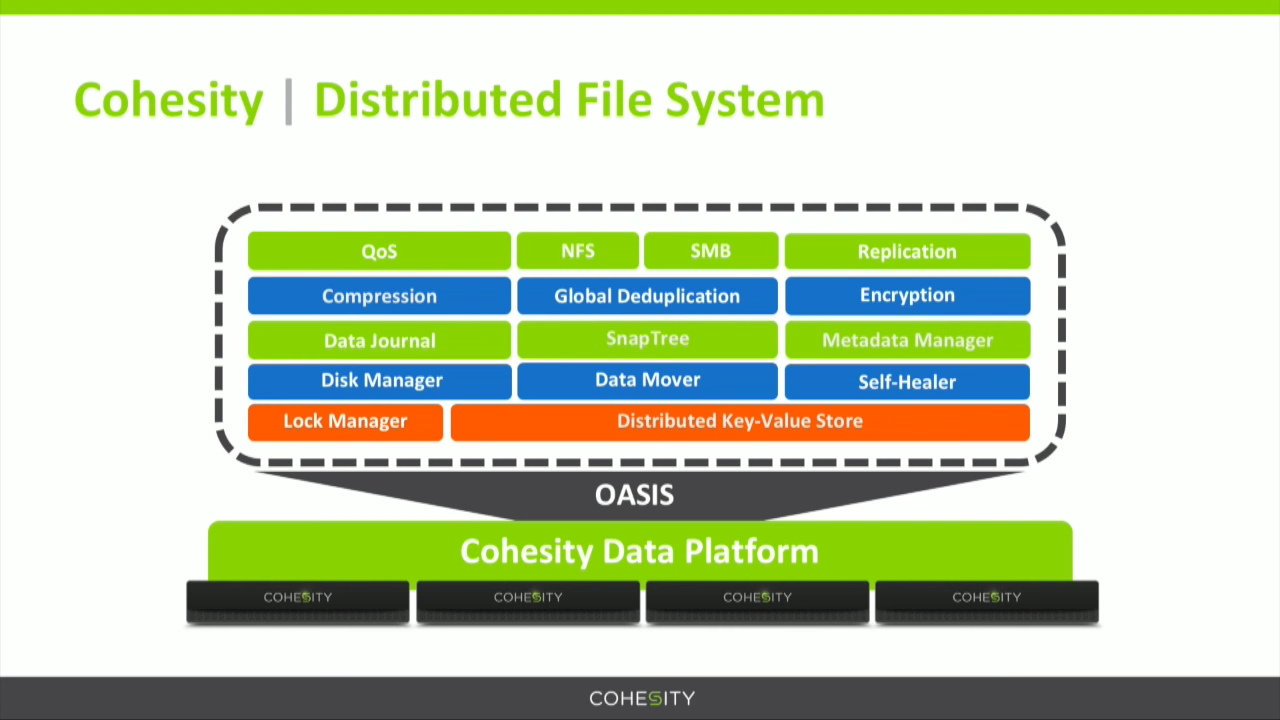 Cohesity | Distributed File System
QoS NFS SMB Replication
Compression Global Deduplication Encryption
Data Journal SnapTree Metadata Manager
Disk Manager Data Mover Self-Healer
Lock Manager Distributed Key-Value Store
OASIS
Cohesity Data Platform
COHESITY COHESITY COHESITY COHESITY
COHESITY